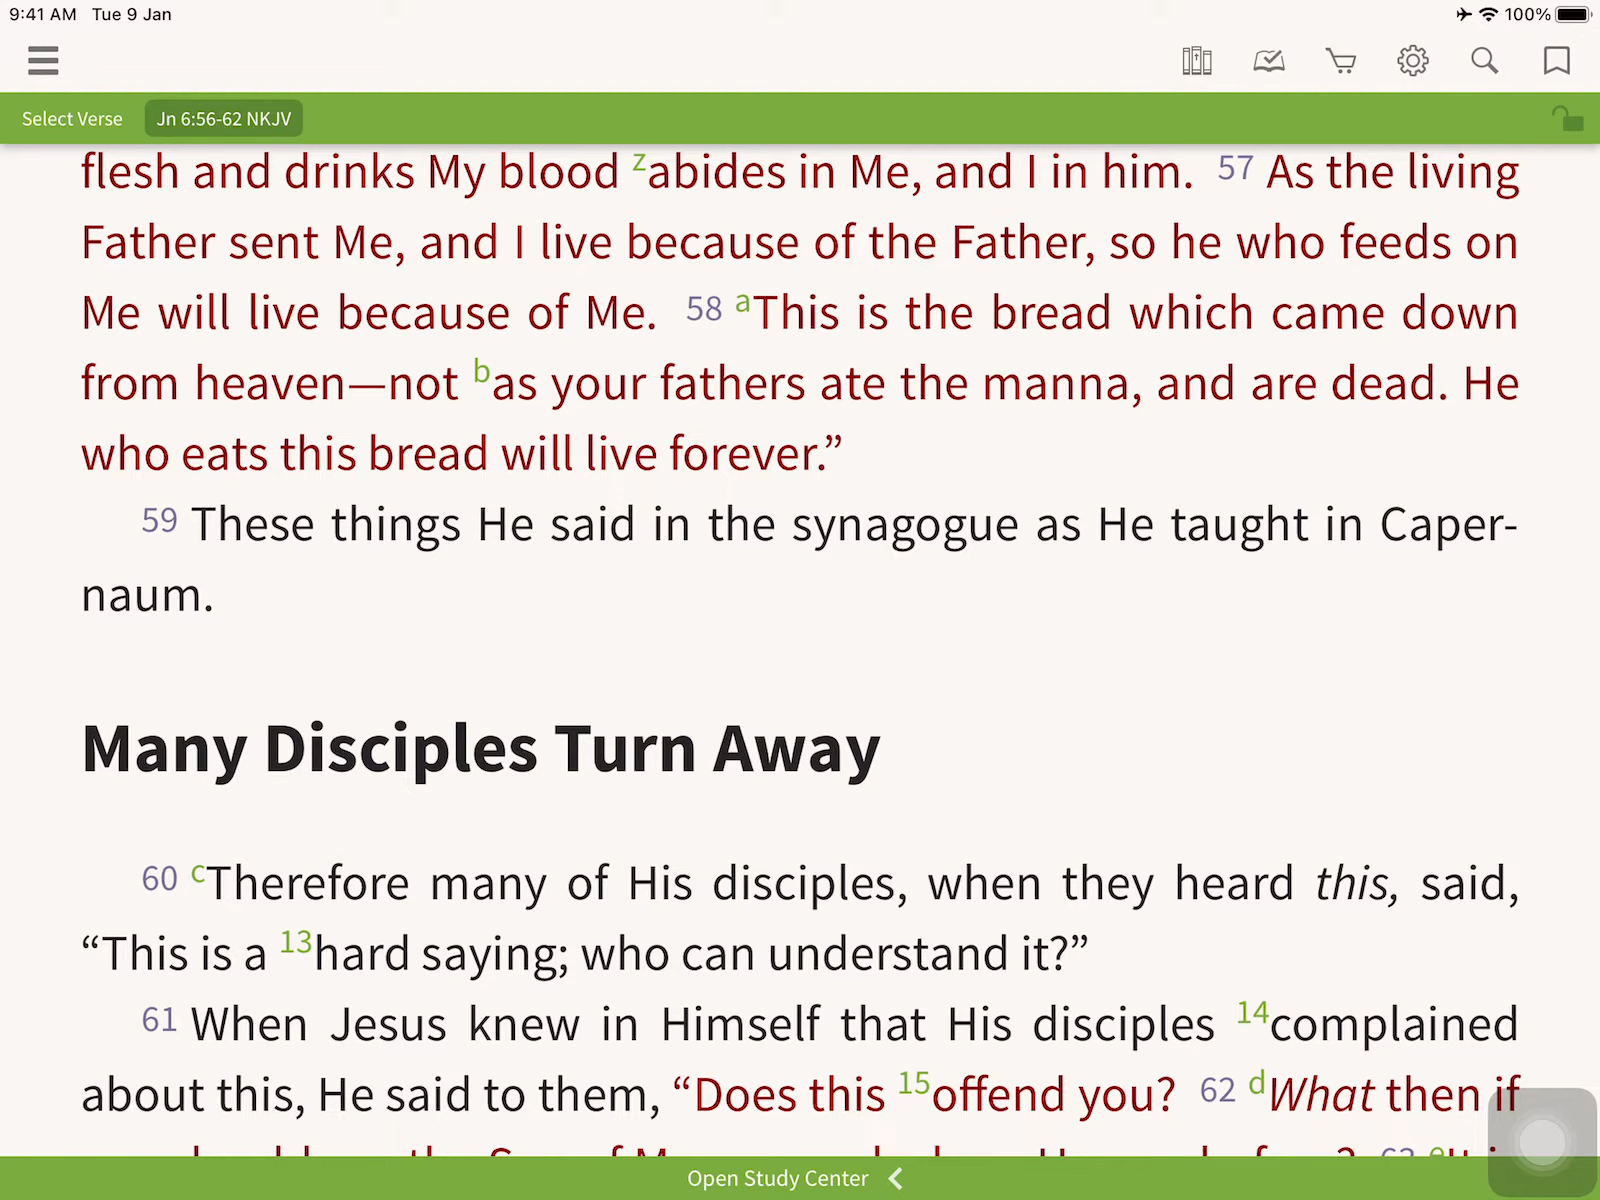 9:41 AM Tue 9 Jan 100%
Select Verse Jn 6:56-62 NKJV
flesh and drinks My blood zabides in Me, and I in him. 57 As the living
Father sent Me, and I live because of the Father, so he who feeds on
Me will live because of Me. 58 aThis is the bread which came down
from heaven—not bas your fathers ate the manna, and are dead. He
who eats this bread will live forever.”
59 These things He said in the synagogue as He taught in Caper-
naum.
Many Disciples Turn Away
60 cTherefore many of His disciples, when they heard this, said,
“This is a 13hard saying; who can understand it?”
61 When Jesus knew in Himself that His disciples 14complained
about this, He said to them, “Does this 15offend you? 62 dWhat then if
Open Study Center